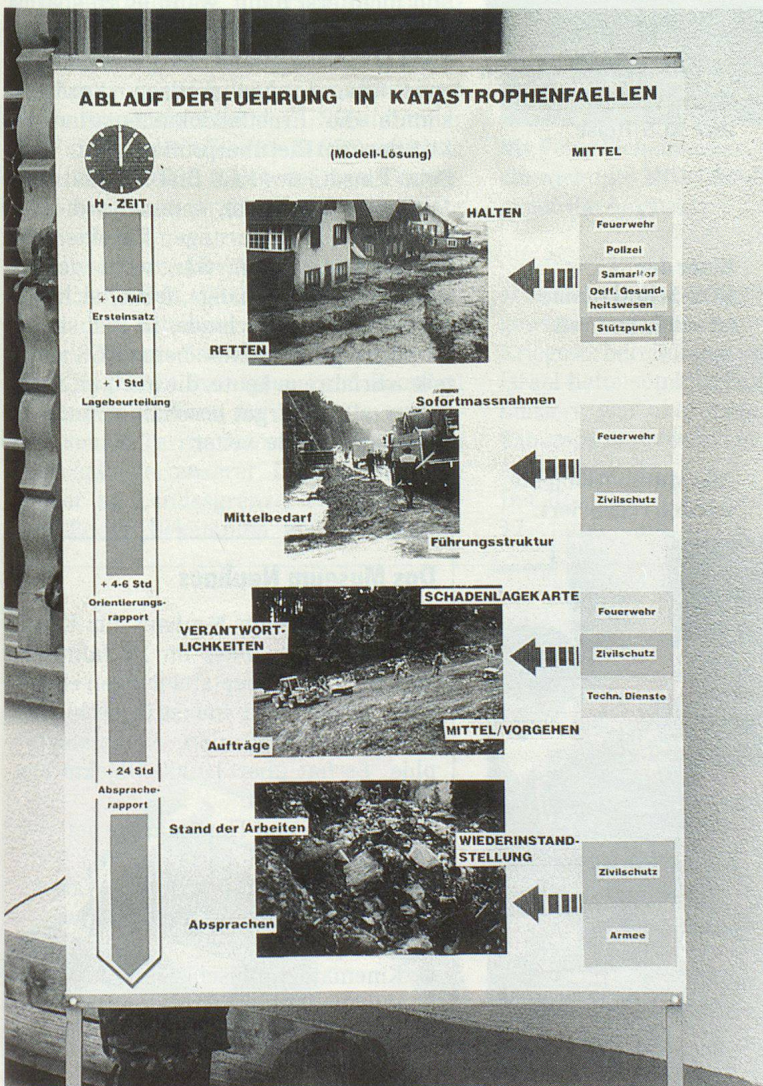 ABLAUF DER FUEHRUNG IN KATASTROPHENFAELLEN
(Modell-Lösung)
MITTEL
H - ZEIT
+ 10 Min
Ersteinsatz
+ 1 Std
Lagebeurteilung
+ 4-6 Std
Orientierungs-
rapport
+ 24 Std
Absprache-
rapport
HALTEN
RETTEN
Feuerwehr
Polizei
Samariter
Oeff. Gesund-
heitswesen
Stützpunkt
Sofortmassnahmen
Mittelbedarf
Führungsstruktur
Feuerwehr
Zivilschutz
SCHADENLAGEKARTE
VERANTWORT-
LICHKEITEN
Aufträge
MITTEL/VORGEHEN
Feuerwehr
Zivilschutz
Techn. Dienste
Stand der Arbeiten
WIEDERINSTAND-
STELLUNG
Absprachen
Zivilschutz
Armee